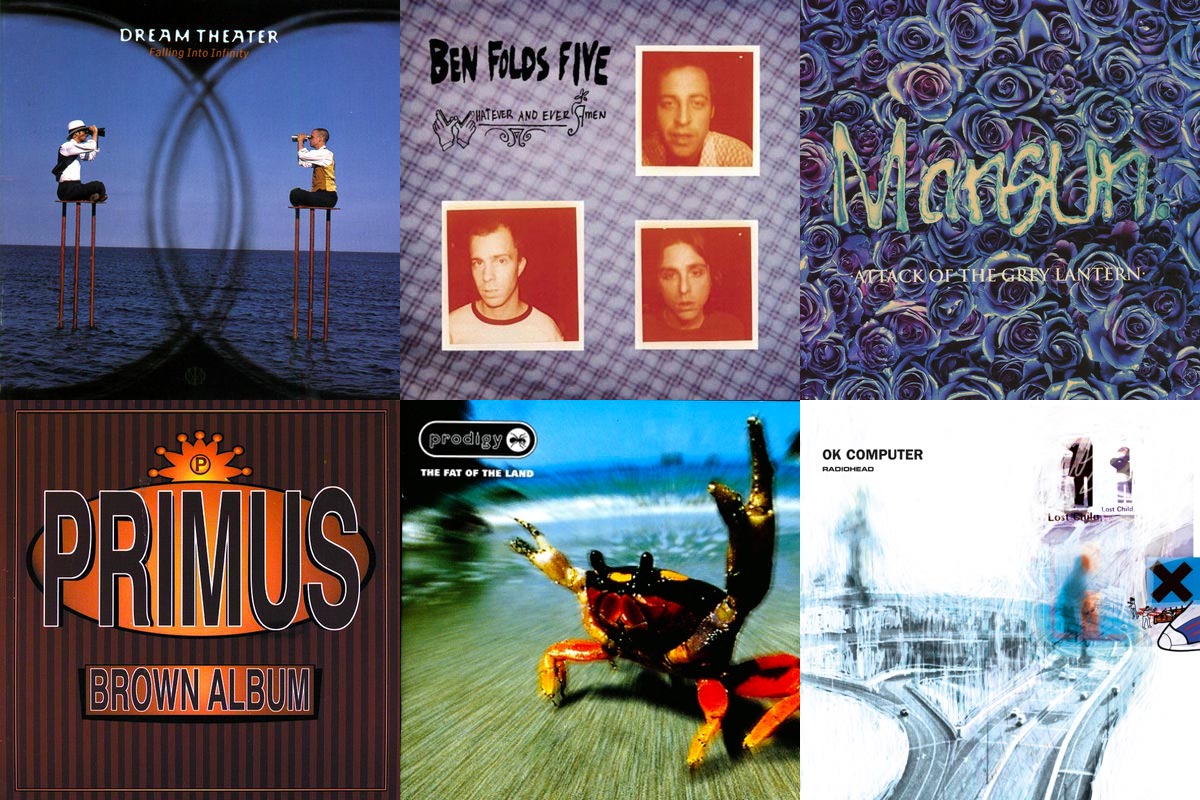 DREAM THEATER
Falling Into Infinity
BEN FOLDS FIVE
WHATEVER AND EVER AMEN
Mansun.
·ATTACK OF THE GREY LANTERN·
P
PRIMUS
BROWN ALBUM
prodigy
THE FAT OF THE LAND
OK COMPUTER
RADIOHEAD
Lost Child
Lost Child